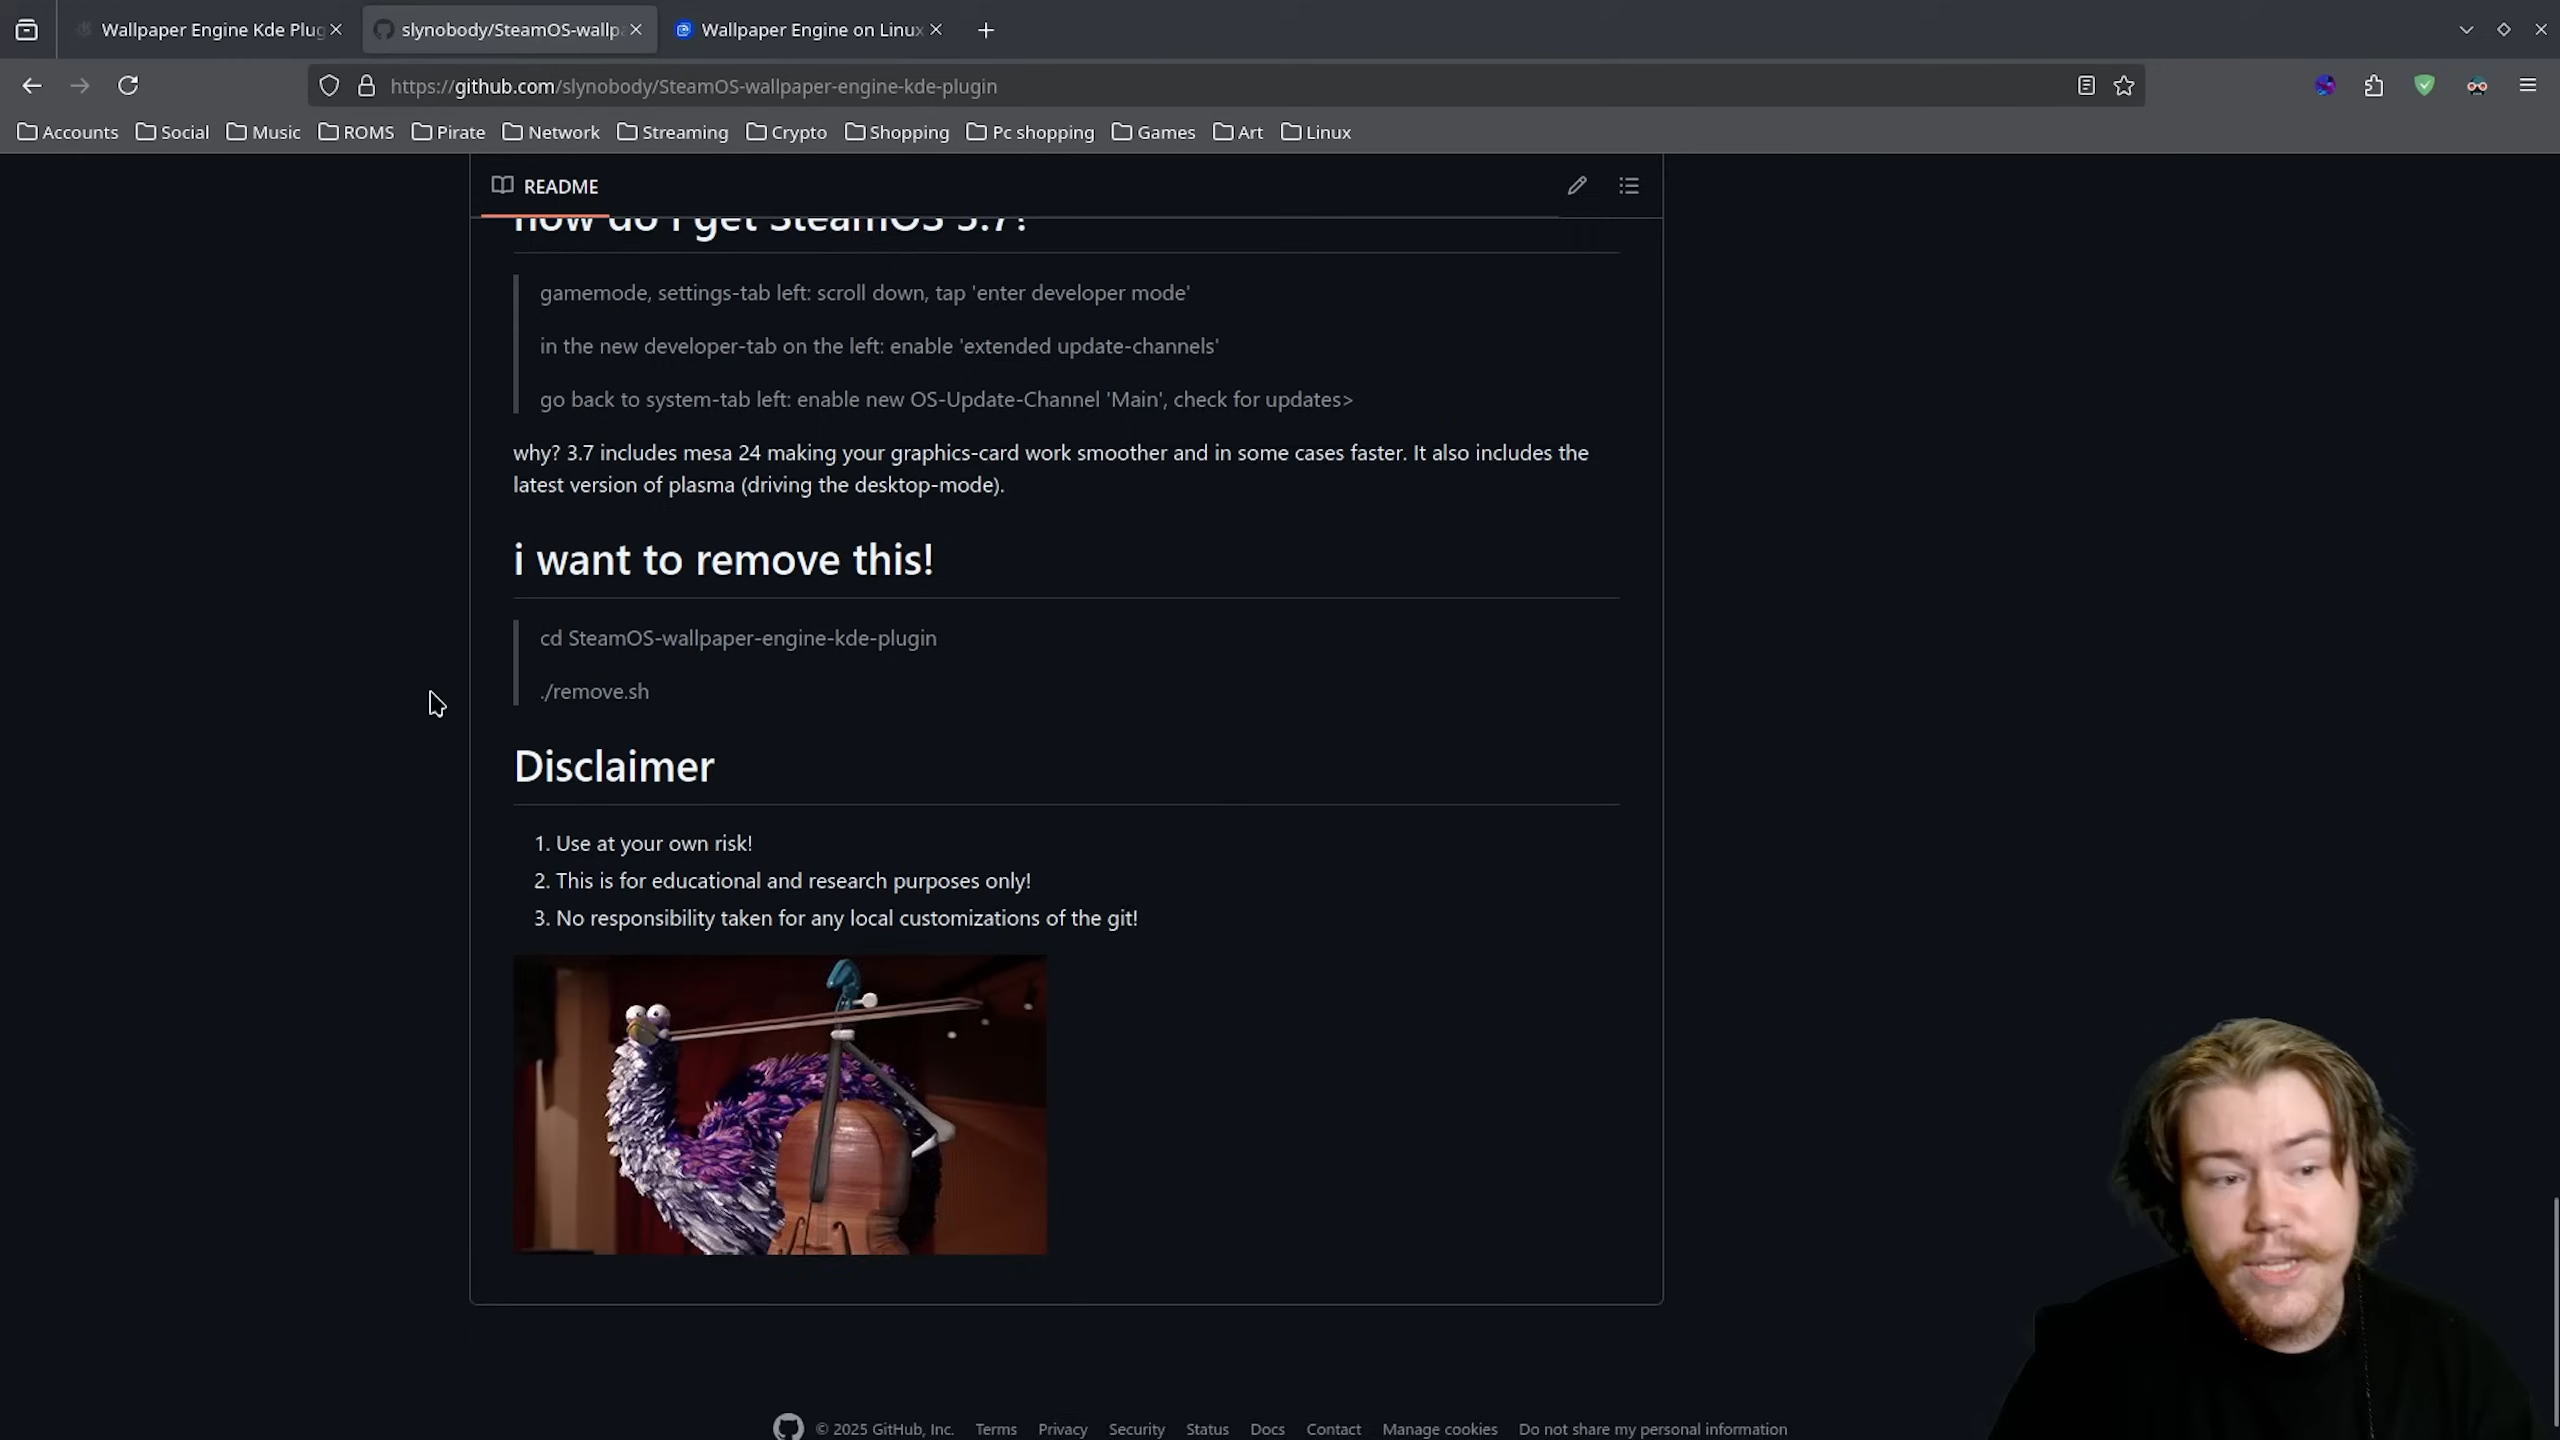 Wallpaper Engine Kde Plug
slynobody/SteamOS-wallp
Wallpaper Engine on Linux
https://github.com/slynobody/SteamOS-wallpaper-engine-kde-plugin
Accounts Social Music ROMS Pirate Network Streaming Crypto Shopping Pc shopping Games Art Linux
README
how do i get SteamOS 3.7?
gamemode, settings-tab left: scroll down, tap 'enter developer mode'
in the new developer-tab on the left: enable 'extended update-channels'
go back to system-tab left: enable new OS-Update-Channel 'Main', check for updates>
why? 3.7 includes mesa 24 making your graphics-card work smoother and in some cases faster. It also includes the
latest version of plasma (driving the desktop-mode).
i want to remove this!
cd SteamOS-wallpaper-engine-kde-plugin
./remove.sh
Disclaimer
1. Use at your own risk!
2. This is for educational and research purposes only!
3. No responsibility taken for any local customizations of the git!
© 2025 GitHub, Inc. Terms Privacy Security Status Docs Contact Manage cookies Do not share my personal information